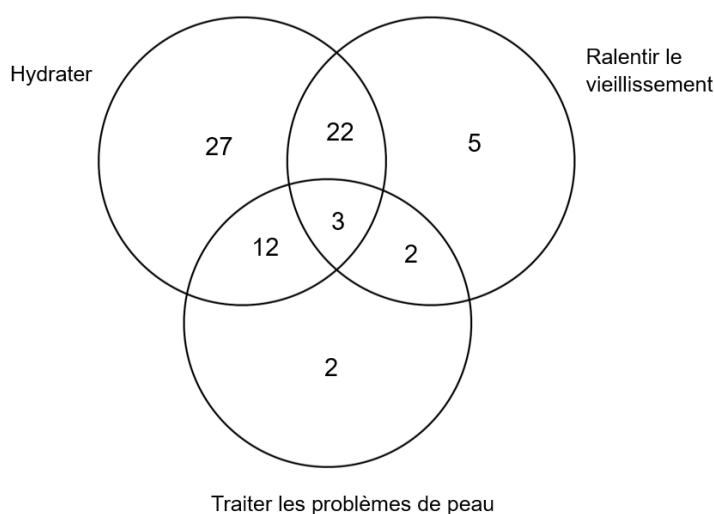 Hydrater
Ralentir le
vieillissement
27
22
5
12
3
2
2
Traiter les problèmes de peau